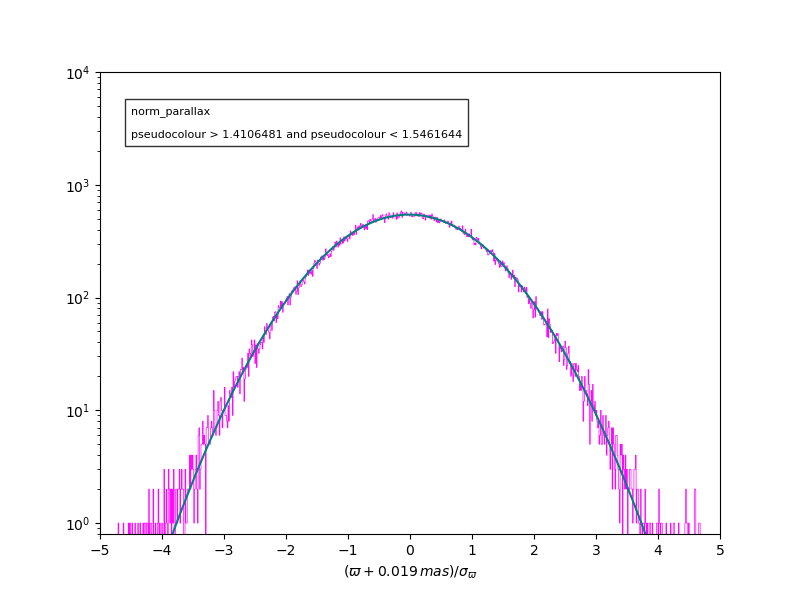 10⁴
norm_parallax
pseudocolour > 1.4106481 and pseudocolour < 1.5461644
10³
10²
10¹
10⁰
−5 −4 −3 −2 −1 0 1 2 3 4 5
(ϖ + 0.019 mas)/σ_ϖ